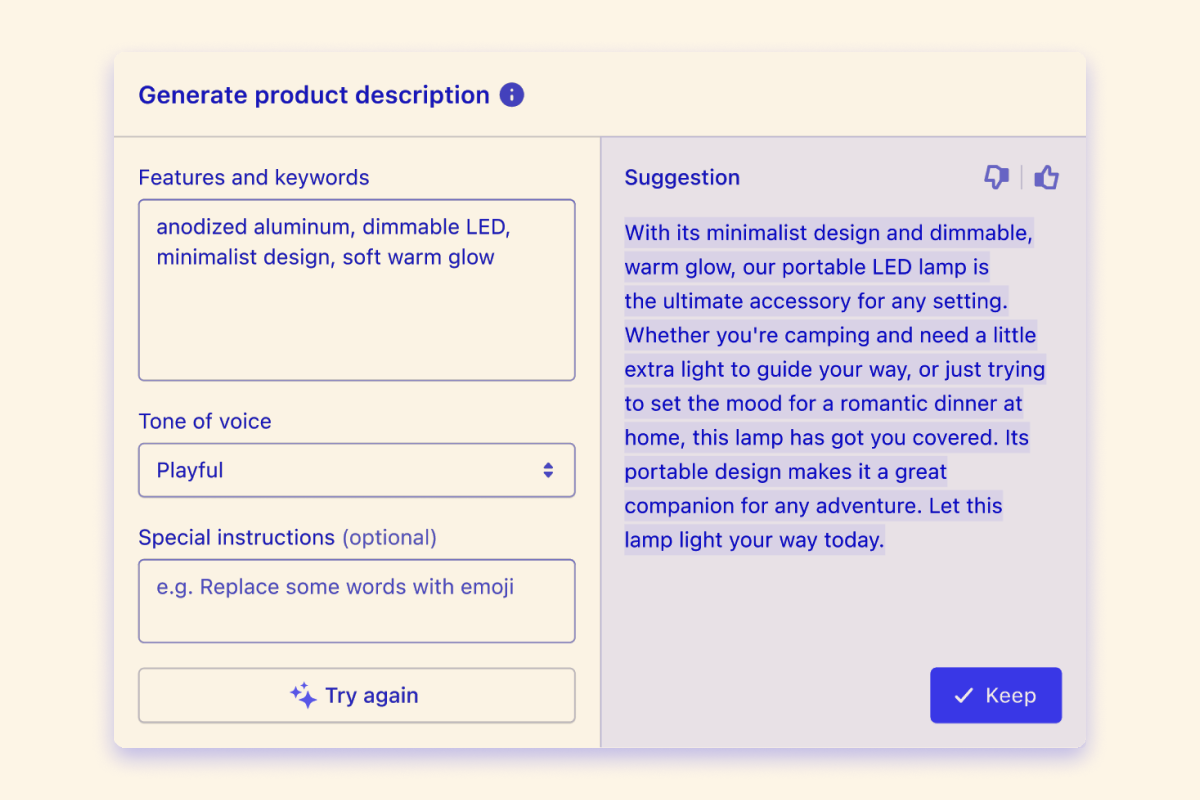 Generate product description
Features and keywords
anodized aluminum, dimmable LED,
minimalist design, soft warm glow
Tone of voice
Playful
Special instructions (optional)
e.g. Replace some words with emoji
Try again
Suggestion
With its minimalist design and dimmable,
warm glow, our portable LED lamp is
the ultimate accessory for any setting.
Whether you're camping and need a little
extra light to guide your way, or just trying
to set the mood for a romantic dinner at
home, this lamp has got you covered. Its
portable design makes it a great
companion for any adventure. Let this
lamp light your way today.
Keep